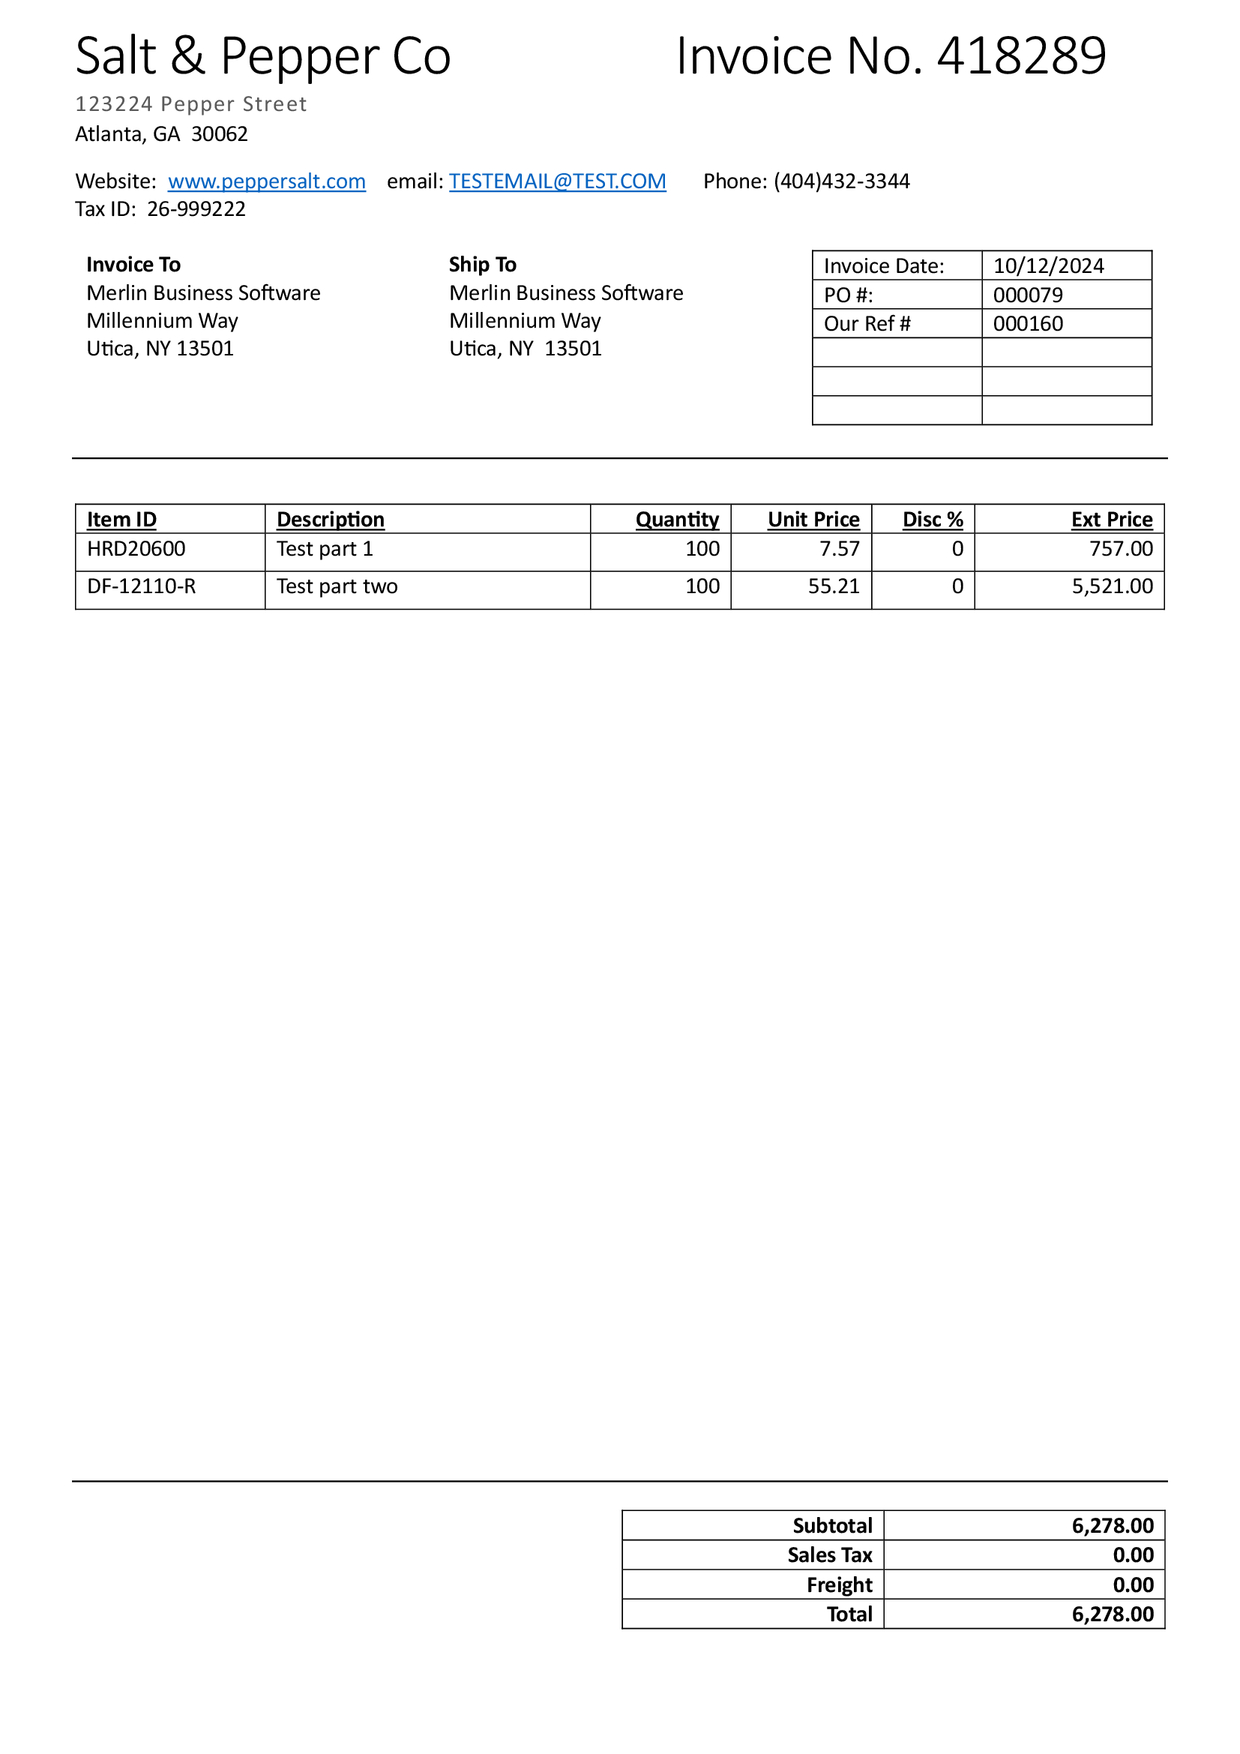 Salt & Pepper Co Invoice No. 418289
123224 Pepper Street
Atlanta, GA 30062
Website: www.peppersalt.com email: TESTEMAIL@TEST.COM Phone: (404)432-3344
Tax ID: 26-999222
Invoice To
Merlin Business Software
Millennium Way
Utica, NY 13501
Ship To
Merlin Business Software
Millennium Way
Utica, NY 13501
Invoice Date: 10/12/2024
PO #: 000079
Our Ref # 000160
Item ID Description Quantity Unit Price Disc % Ext Price
HRD20600 Test part 1 100 7.57 0 757.00
DF-12110-R Test part two 100 55.21 0 5,521.00
Subtotal 6,278.00
Sales Tax 0.00
Freight 0.00
Total 6,278.00